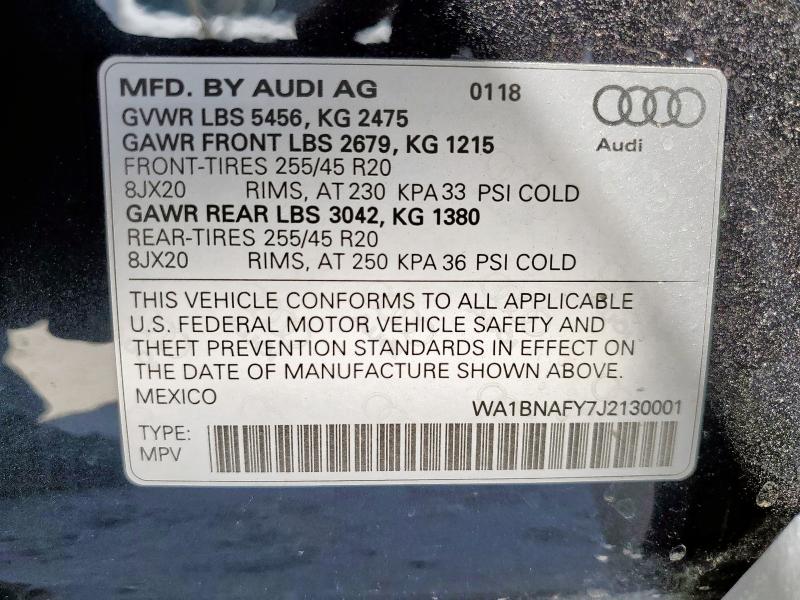 MFD. BY AUDI AG 0118
GVWR LBS 5456, KG 2475
GAWR FRONT LBS 2679, KG 1215
Audi
FRONT-TIRES 255/45 R20
8JX20 RIMS, AT 230 KPA 33 PSI COLD
GAWR REAR LBS 3042, KG 1380
REAR-TIRES 255/45 R20
8JX20 RIMS, AT 250 KPA 36 PSI COLD
THIS VEHICLE CONFORMS TO ALL APPLICABLE
U.S. FEDERAL MOTOR VEHICLE SAFETY AND
THEFT PREVENTION STANDARDS IN EFFECT ON
THE DATE OF MANUFACTURE SHOWN ABOVE.
MEXICO WA1BNAFY7J2130001
TYPE:
MPV